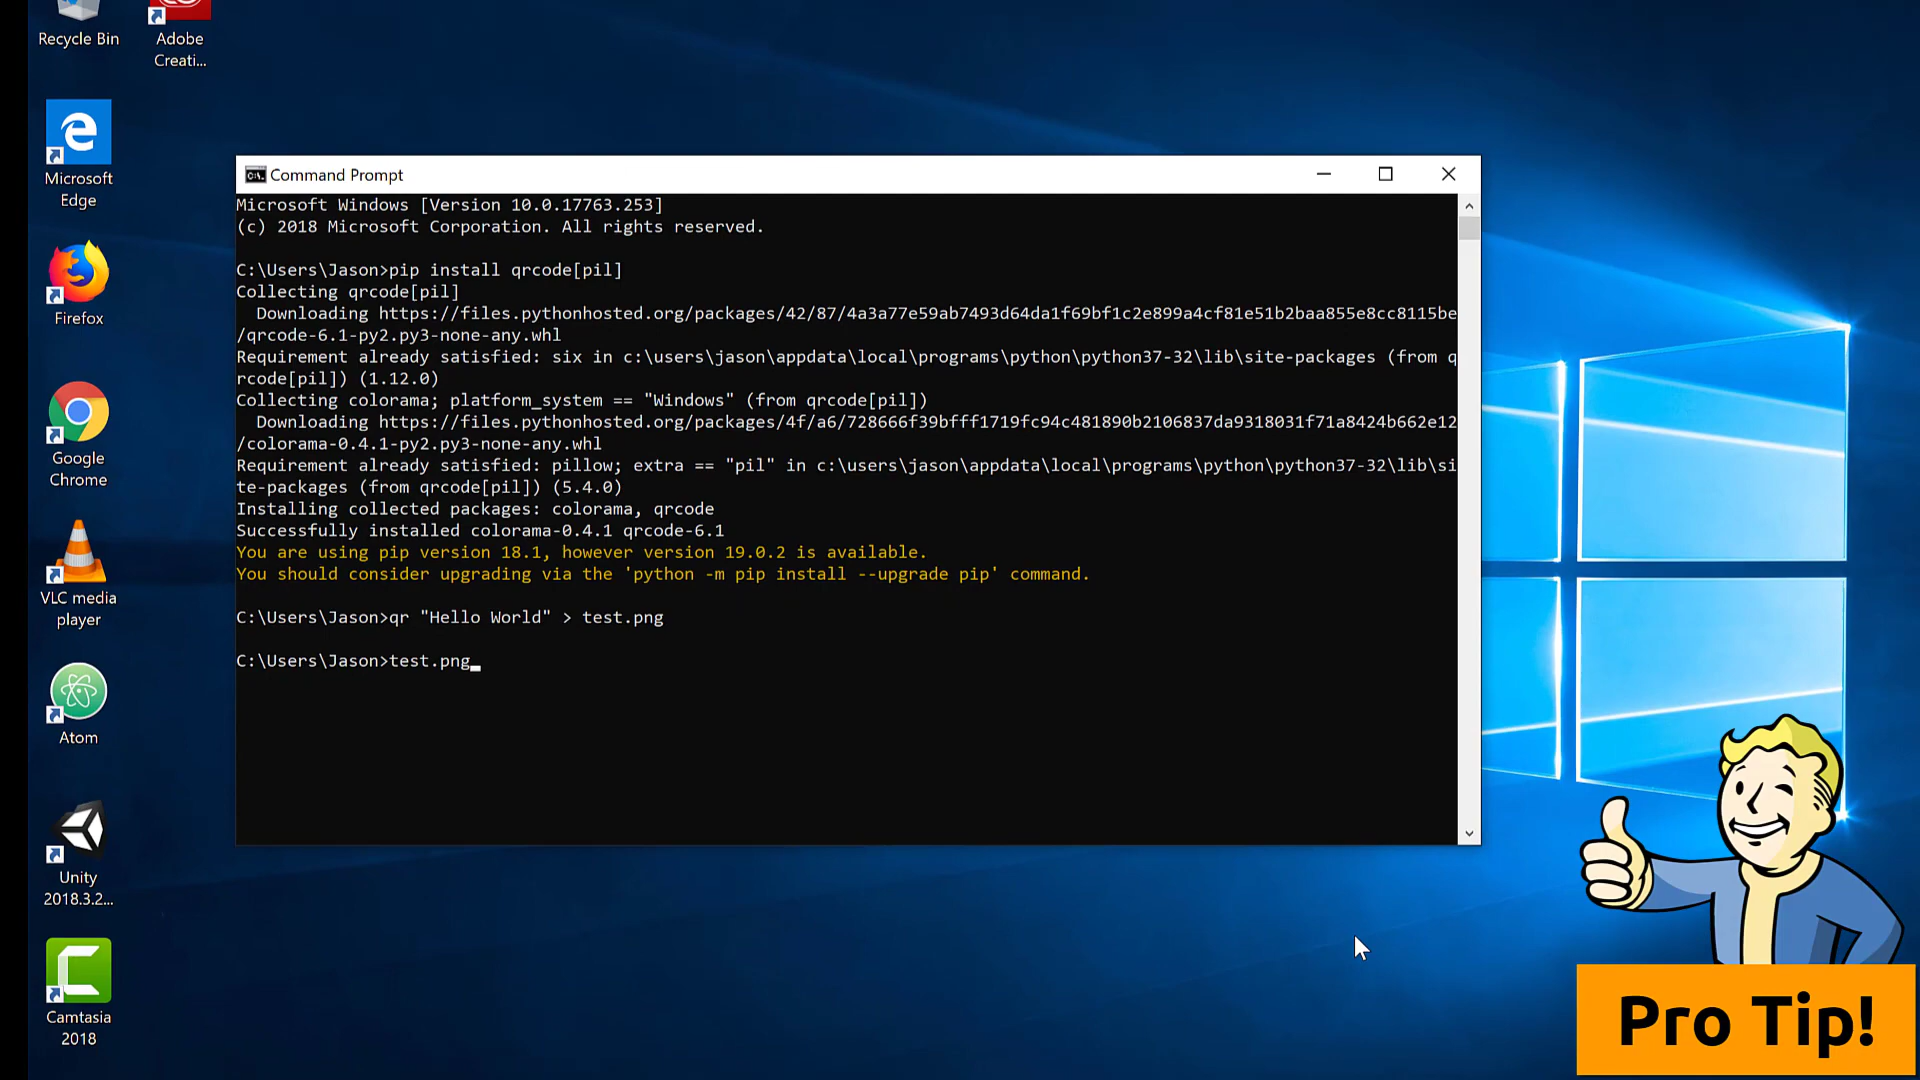 Recycle Bin
Adobe
Creati...
Microsoft
Edge
Firefox
Google
Chrome
VLC media
player
Atom
Unity
2018.3.2...
Camtasia
2018
Command Prompt
Microsoft Windows [Version 10.0.17763.253]
(c) 2018 Microsoft Corporation. All rights reserved.
C:\Users\Jason>pip install qrcode[pil]
Collecting qrcode[pil]
  Downloading https://files.pythonhosted.org/packages/42/87/4a3a77e59ab7493d64da1f69bf1c2e899a4cf81e51b2baa855e8cc8115be
/qrcode-6.1-py2.py3-none-any.whl
Requirement already satisfied: six in c:\users\jason\appdata\local\programs\python\python37-32\lib\site-packages (from q
rcode[pil]) (1.12.0)
Collecting colorama; platform_system == "Windows" (from qrcode[pil])
  Downloading https://files.pythonhosted.org/packages/4f/a6/728666f39bfff1719fc94c481890b2106837da9318031f71a8424b662e12
/colorama-0.4.1-py2.py3-none-any.whl
Requirement already satisfied: pillow; extra == "pil" in c:\users\jason\appdata\local\programs\python\python37-32\lib\si
te-packages (from qrcode[pil]) (5.4.0)
Installing collected packages: colorama, qrcode
Successfully installed colorama-0.4.1 qrcode-6.1
You are using pip version 18.1, however version 19.0.2 is available.
You should consider upgrading via the 'python -m pip install --upgrade pip' command.
C:\Users\Jason>qr "Hello World" > test.png
C:\Users\Jason>test.png
Pro Tip!